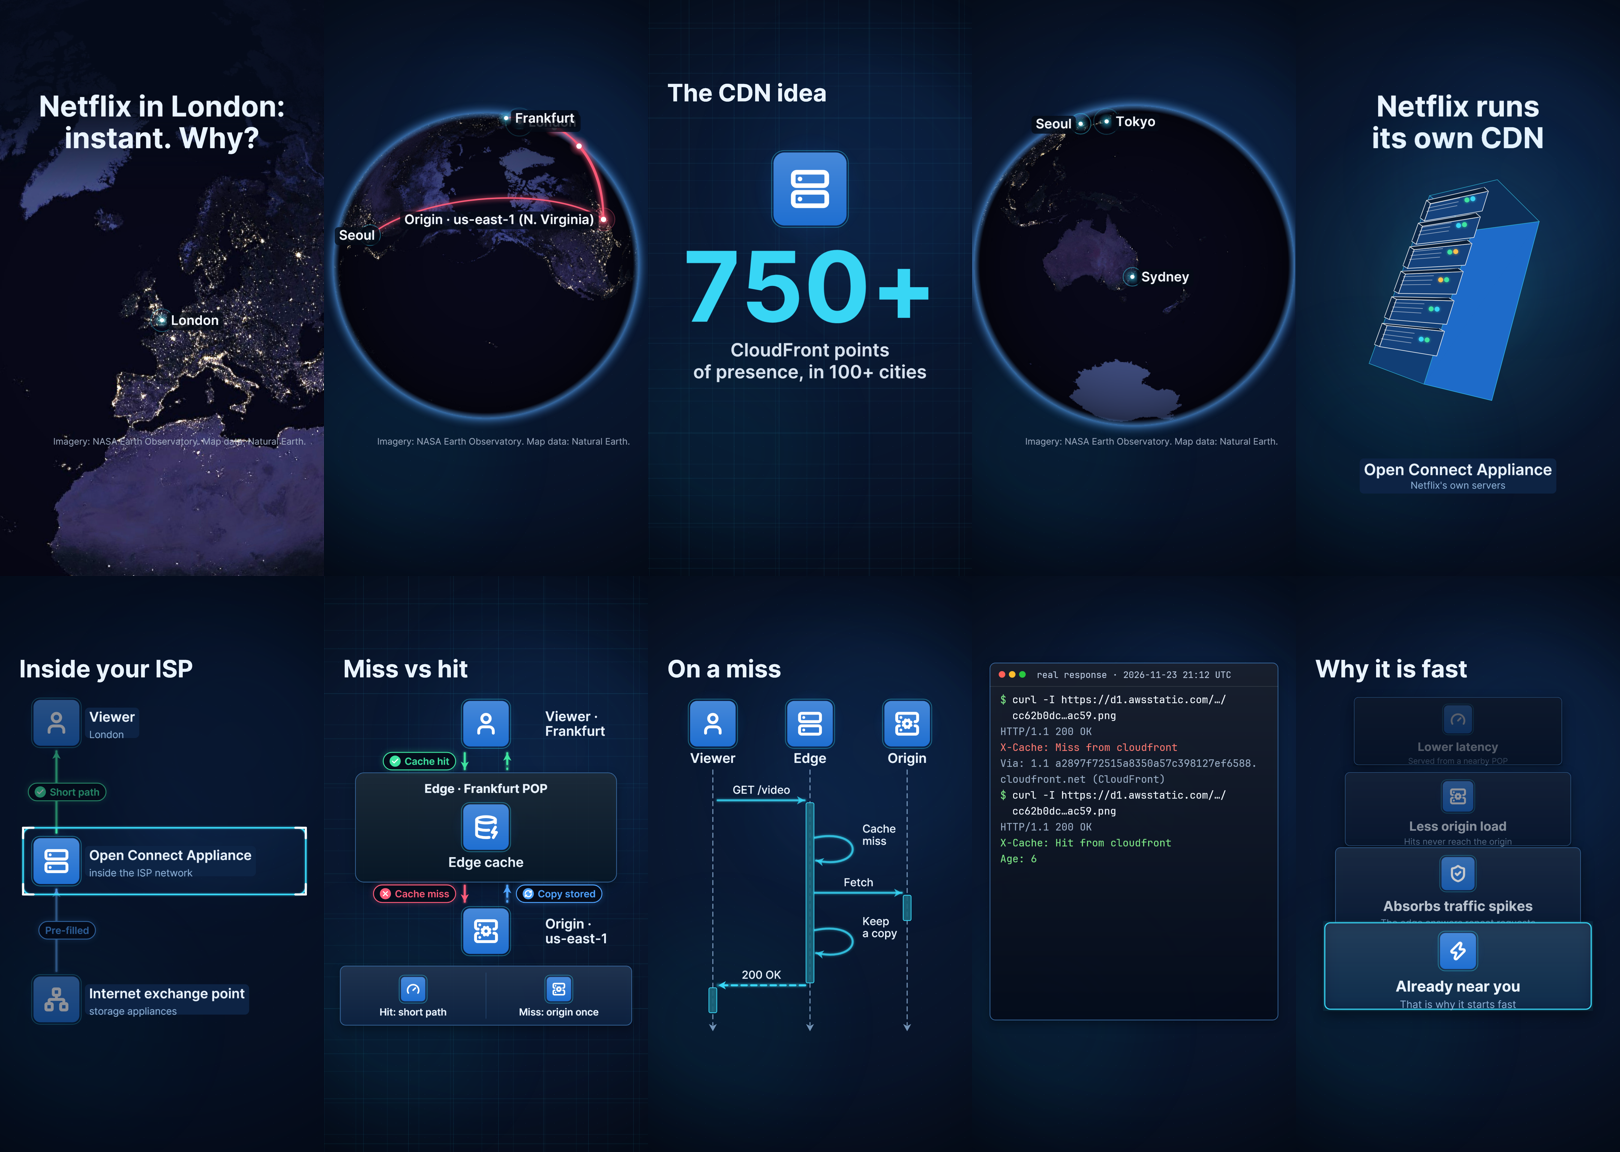 Netflix in London:
instant. Why?
London
Imagery: NASA Earth Observatory. Map data: Natural Earth.
Frankfurt
London
Origin · us-east-1 (N. Virginia)
Seoul
Imagery: NASA Earth Observatory. Map data: Natural Earth.
The CDN idea
750+
CloudFront points
of presence, in 100+ cities
Seoul
Tokyo
Sydney
Imagery: NASA Earth Observatory. Map data: Natural Earth.
Netflix runs
its own CDN
Open Connect Appliance
Netflix's own servers
Inside your ISP
Viewer
London
Short path
Open Connect Appliance
inside the ISP network
Pre-filled
Internet exchange point
storage appliances
Miss vs hit
Viewer ·
Frankfurt
Cache hit
Edge · Frankfurt POP
Edge cache
Cache miss
Copy stored
Origin ·
us-east-1
Hit: short path
Miss: origin once
On a miss
Viewer
Edge
Origin
GET /video
Cache
miss
Fetch
Keep
a copy
200 OK
real response · 2026-11-23 21:12 UTC
$ curl -I https://d1.awsstatic.com/…/
cc62b0dc…ac59.png
HTTP/1.1 200 OK
X-Cache: Miss from cloudfront
Via: 1.1 a2897f72515a8350a57c398127ef6588.
cloudfront.net (CloudFront)
$ curl -I https://d1.awsstatic.com/…/
cc62b0dc…ac59.png
HTTP/1.1 200 OK
X-Cache: Hit from cloudfront
Age: 6
Why it is fast
Lower latency
Served from a nearby POP
Less origin load
Hits never reach the origin
Absorbs traffic spikes
Already near you
That is why it starts fast